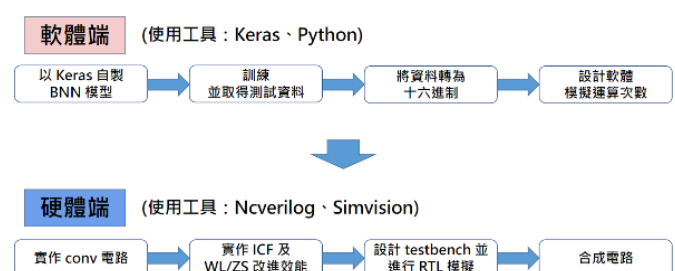 軟體端 (使用工具：Keras、Python)
以 Keras 自製
BNN 模型
訓練
並取得測試資料
將資料轉為
十六進制
設計軟體
模擬運算次數
硬體端 (使用工具：Ncverilog、Simvision)
實作 conv 電路
實作 ICF 及
WL/ZS 改進效能
設計 testbench 並
進行 RTL 模擬
合成電路